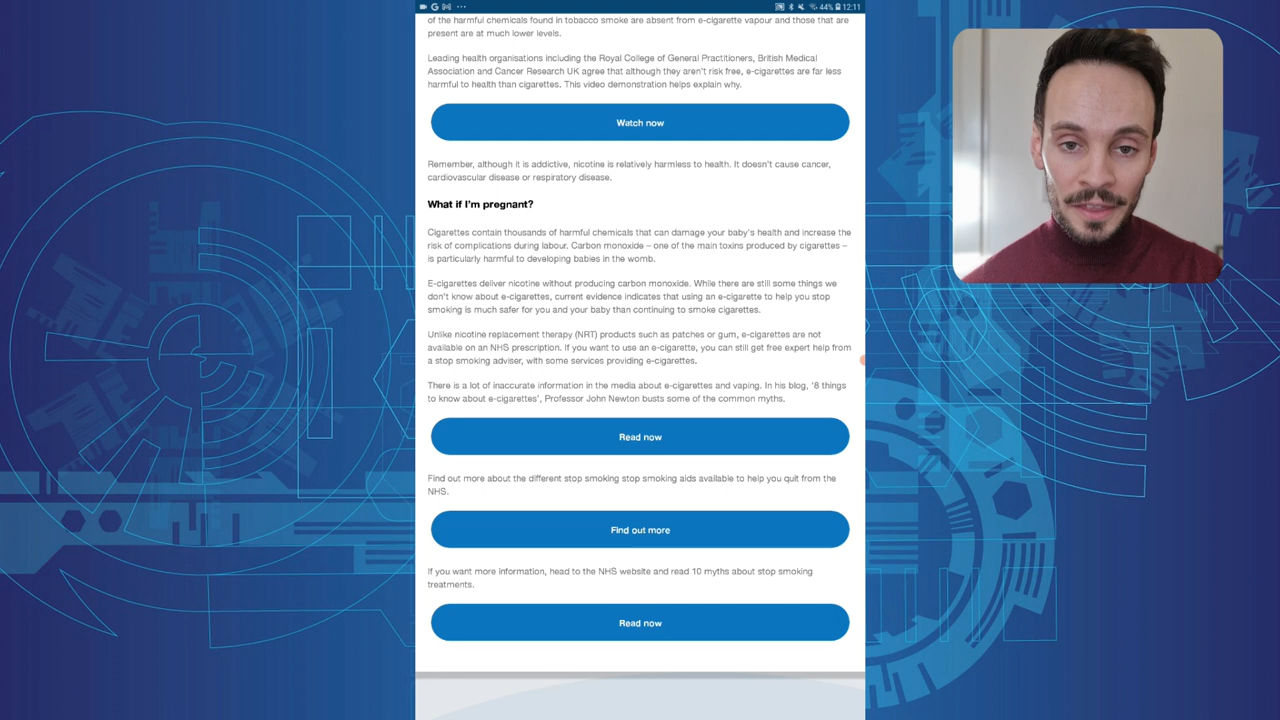 44% 12:11
of the harmful chemicals found in tobacco smoke are absent from e-cigarette vapour and those that are
present are at much lower levels.
Leading health organisations including the Royal College of General Practitioners, British Medical
Association and Cancer Research UK agree that although they aren't risk free, e-cigarettes are far less
harmful to health than cigarettes. This video demonstration helps explain why.
Watch now
Remember, although it is addictive, nicotine is relatively harmless to health. It doesn't cause cancer,
cardiovascular disease or respiratory disease.
What if I'm pregnant?
Cigarettes contain thousands of harmful chemicals that can damage your baby's health and increase the
risk of complications during labour. Carbon monoxide – one of the main toxins produced by cigarettes –
is particularly harmful to developing babies in the womb.
E-cigarettes deliver nicotine without producing carbon monoxide. While there are still some things we
don't know about e-cigarettes, current evidence indicates that using an e-cigarette to help you stop
smoking is much safer for you and your baby than continuing to smoke cigarettes.
Unlike nicotine replacement therapy (NRT) products such as patches or gum, e-cigarettes are not
available on an NHS prescription. If you want to use an e-cigarette, you can still get free expert help from
a stop smoking adviser, with some services providing e-cigarettes.
There is a lot of inaccurate information in the media about e-cigarettes and vaping. In his blog, '8 things
to know about e-cigarettes', Professor John Newton busts some of the common myths.
Read now
Find out more about the different stop smoking stop smoking aids available to help you quit from the
NHS.
Find out more
If you want more information, head to the NHS website and read 10 myths about stop smoking
treatments.
Read now